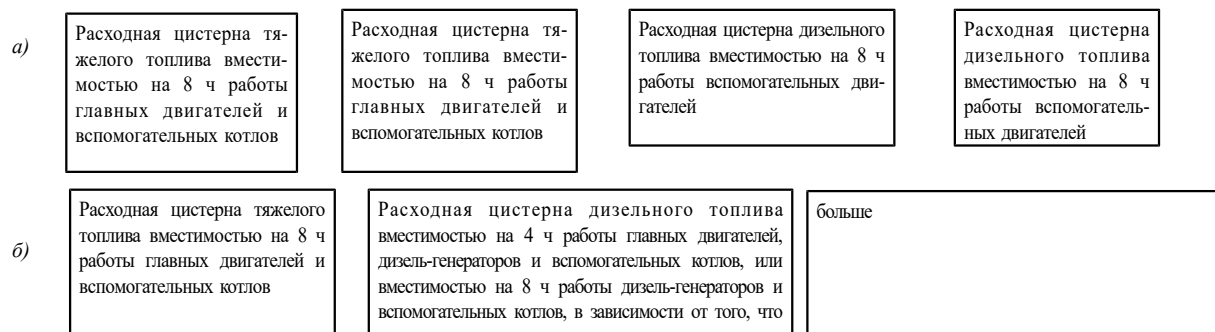 а)
Расходная цистерна тя-
желого топлива вмести-
мостью на 8 ч работы
главных двигателей и
вспомогательных котлов
Расходная цистерна тя-
желого топлива вмести-
мостью на 8 ч работы
главных двигателей и
вспомогательных котлов
Расходная цистерна дизельного
топлива вместимостью на 8 ч
работы вспомогательных дви-
гателей
Расходная цистерна
дизельного топлива
вместимостью на 8 ч
работы вспомогатель-
ных двигателей
б)
Расходная цистерна тяжелого
топлива вместимостью на 8 ч
работы главных двигателей и
вспомогательных котлов
Расходная цистерна дизельного топлива
вместимостью на 4 ч работы главных двигателей,
дизель-генераторов и вспомогательных котлов, или
вместимостью на 8 ч работы дизель-генераторов и
вспомогательных котлов, в зависимости от того, что
больше